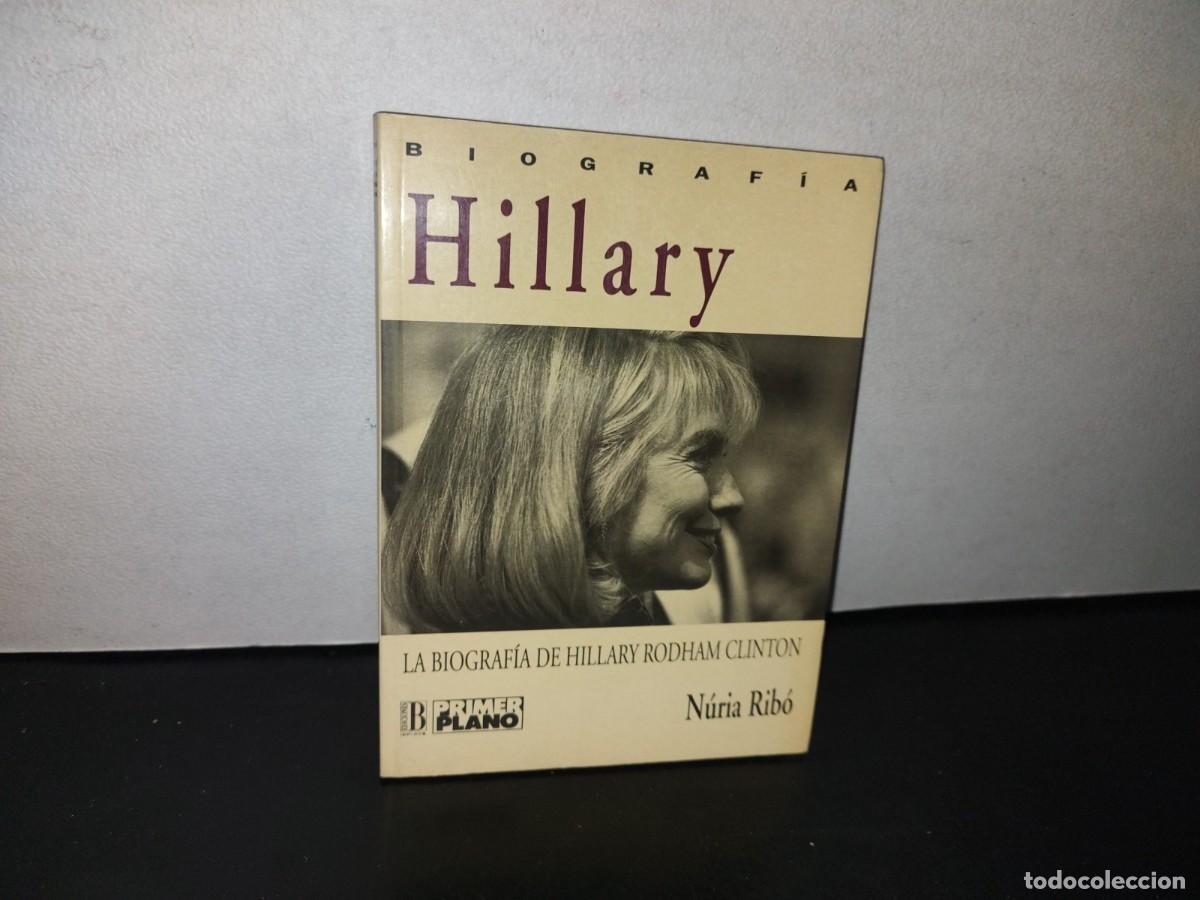 BIOGRAFÍA
Hillary
LA BIOGRAFÍA DE HILLARY RODHAM CLINTON
B
PRIMER
PLANO
Núria Ribó
todocoleccion